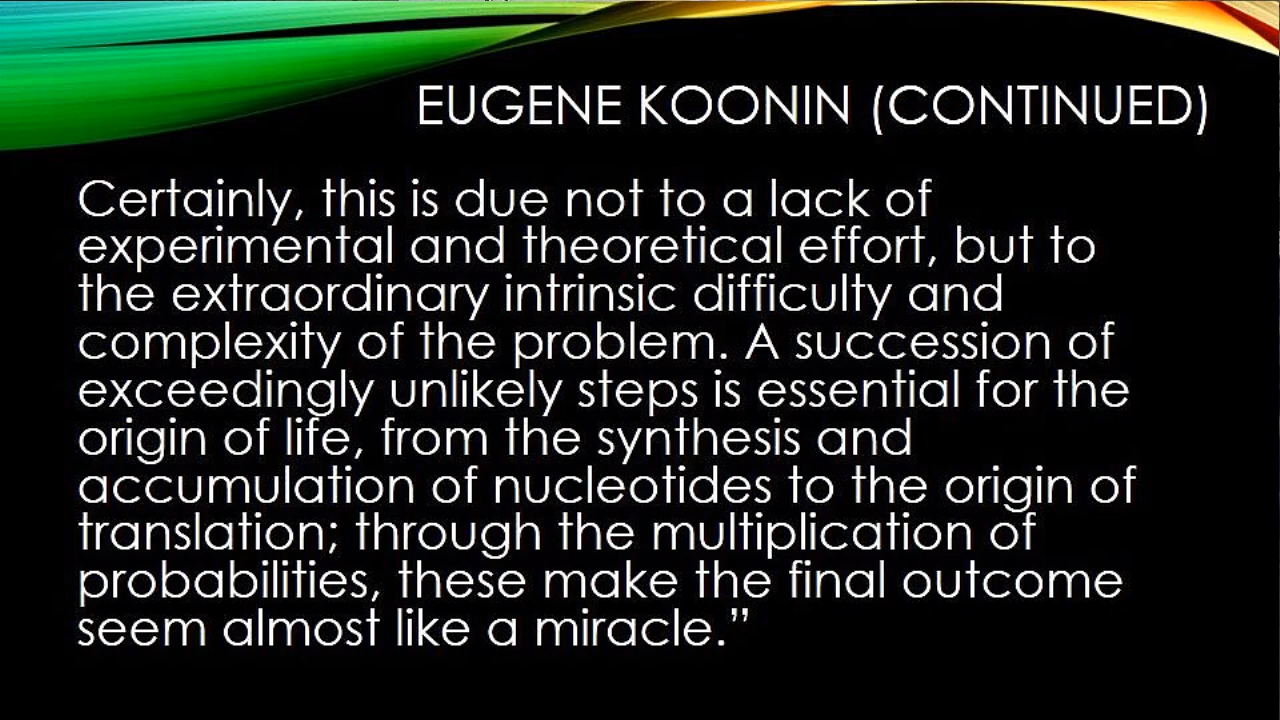 EUGENE KOONIN (CONTINUED)
Certainly, this is due not to a lack of
experimental and theoretical effort, but to
the extraordinary intrinsic difficulty and
complexity of the problem. A succession of
exceedingly unlikely steps is essential for the
origin of life, from the synthesis and
accumulation of nucleotides to the origin of
translation; through the multiplication of
probabilities, these make the final outcome
seem almost like a miracle.”